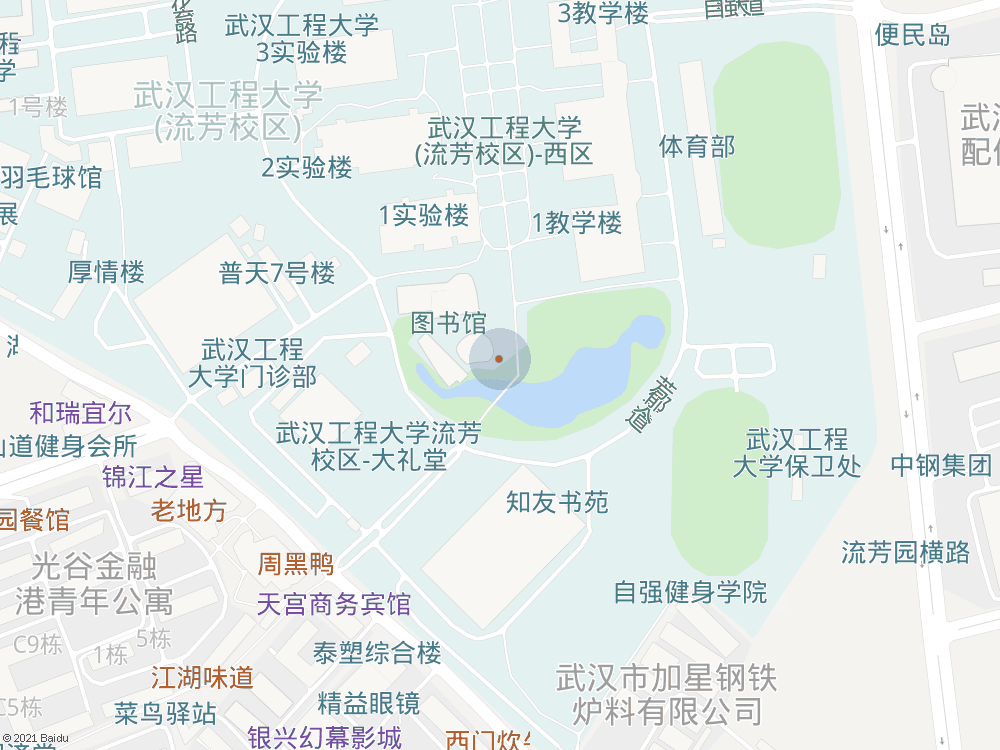 武汉工程大学
3实验楼
3教学楼
自强道
便民岛
1号楼
武汉工程大学
(流芳校区)
武汉工程大学
(流芳校区)-西区
体育部
2实验楼
羽毛球馆
展
1实验楼
1教学楼
厚情楼
普天7号楼
图书馆
武汉工程
大学门诊部
和瑞宜尔
道健身会所
锦江之星
老地方
园餐馆
武汉工程大学流芳
校区-大礼堂
芳郁道
武汉工程
大学保卫处
中钢集团
知友书苑
周黑鸭
光谷金融
港青年公寓
天宫商务宾馆
流芳园横路
自强健身学院
C9栋
5栋
1栋
泰塑综合楼
武汉市加星钢铁
炉料有限公司
江湖味道
C5栋
菜鸟驿站
精益眼镜
银兴幻幕影城
西门炊
© 2021 Baidu